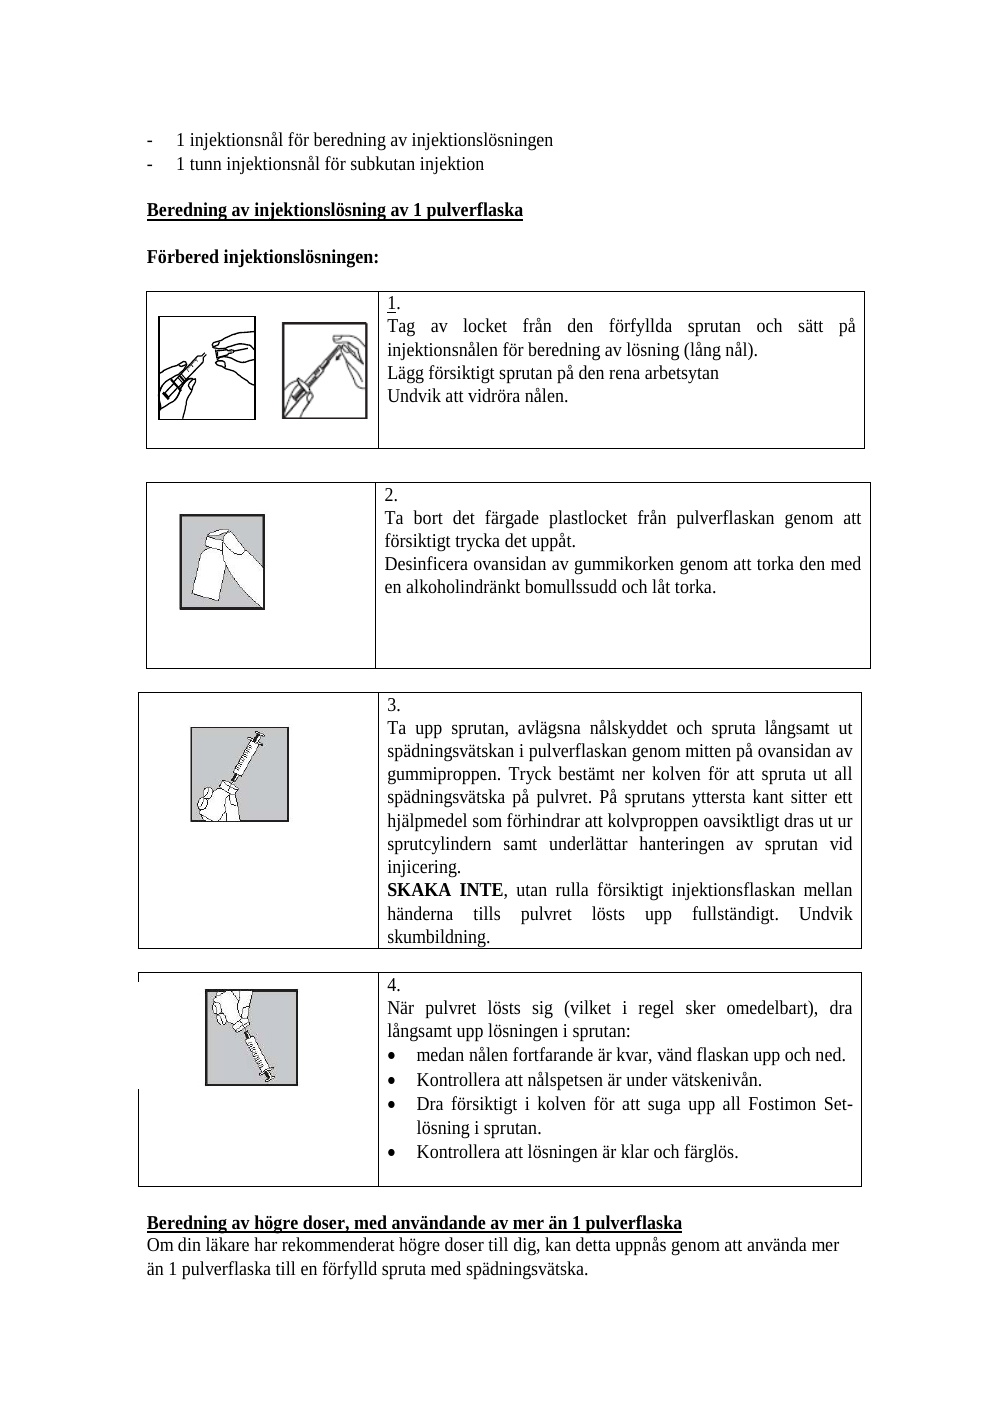 - 1 injektionsnål för beredning av injektionslösningen
- 1 tunn injektionsnål för subkutan injektion
Beredning av injektionslösning av 1 pulverflaska
Förbered injektionslösningen:
1.
Tag av locket från den förfyllda sprutan och sätt på
injektionsnålen för beredning av lösning (lång nål).
Lägg försiktigt sprutan på den rena arbetsytan
Undvik att vidröra nålen.
2.
Ta bort det färgade plastlocket från pulverflaskan genom att
försiktigt trycka det uppåt.
Desinficera ovansidan av gummikorken genom att torka den med
en alkoholindränkt bomullssudd och låt torka.
3.
Ta upp sprutan, avlägsna nålskyddet och spruta långsamt ut
spädningsvätskan i pulverflaskan genom mitten på ovansidan av
gummiproppen. Tryck bestämt ner kolven för att spruta ut all
spädningsvätska på pulvret. På sprutans yttersta kant sitter ett
hjälpmedel som förhindrar att kolvproppen oavsiktligt dras ut ur
sprutcylindern samt underlättar hanteringen av sprutan vid
injicering.
SKAKA INTE, utan rulla försiktigt injektionsflaskan mellan
händerna tills pulvret lösts upp fullständigt. Undvik
skumbildning.
4.
När pulvret lösts sig (vilket i regel sker omedelbart), dra
långsamt upp lösningen i sprutan:
• medan nålen fortfarande är kvar, vänd flaskan upp och ned.
• Kontrollera att nålspetsen är under vätskenivån.
• Dra försiktigt i kolven för att suga upp all Fostimon Set-
lösning i sprutan.
• Kontrollera att lösningen är klar och färglös.
Beredning av högre doser, med användande av mer än 1 pulverflaska
Om din läkare har rekommenderat högre doser till dig, kan detta uppnås genom att använda mer
än 1 pulverflaska till en förfylld spruta med spädningsvätska.